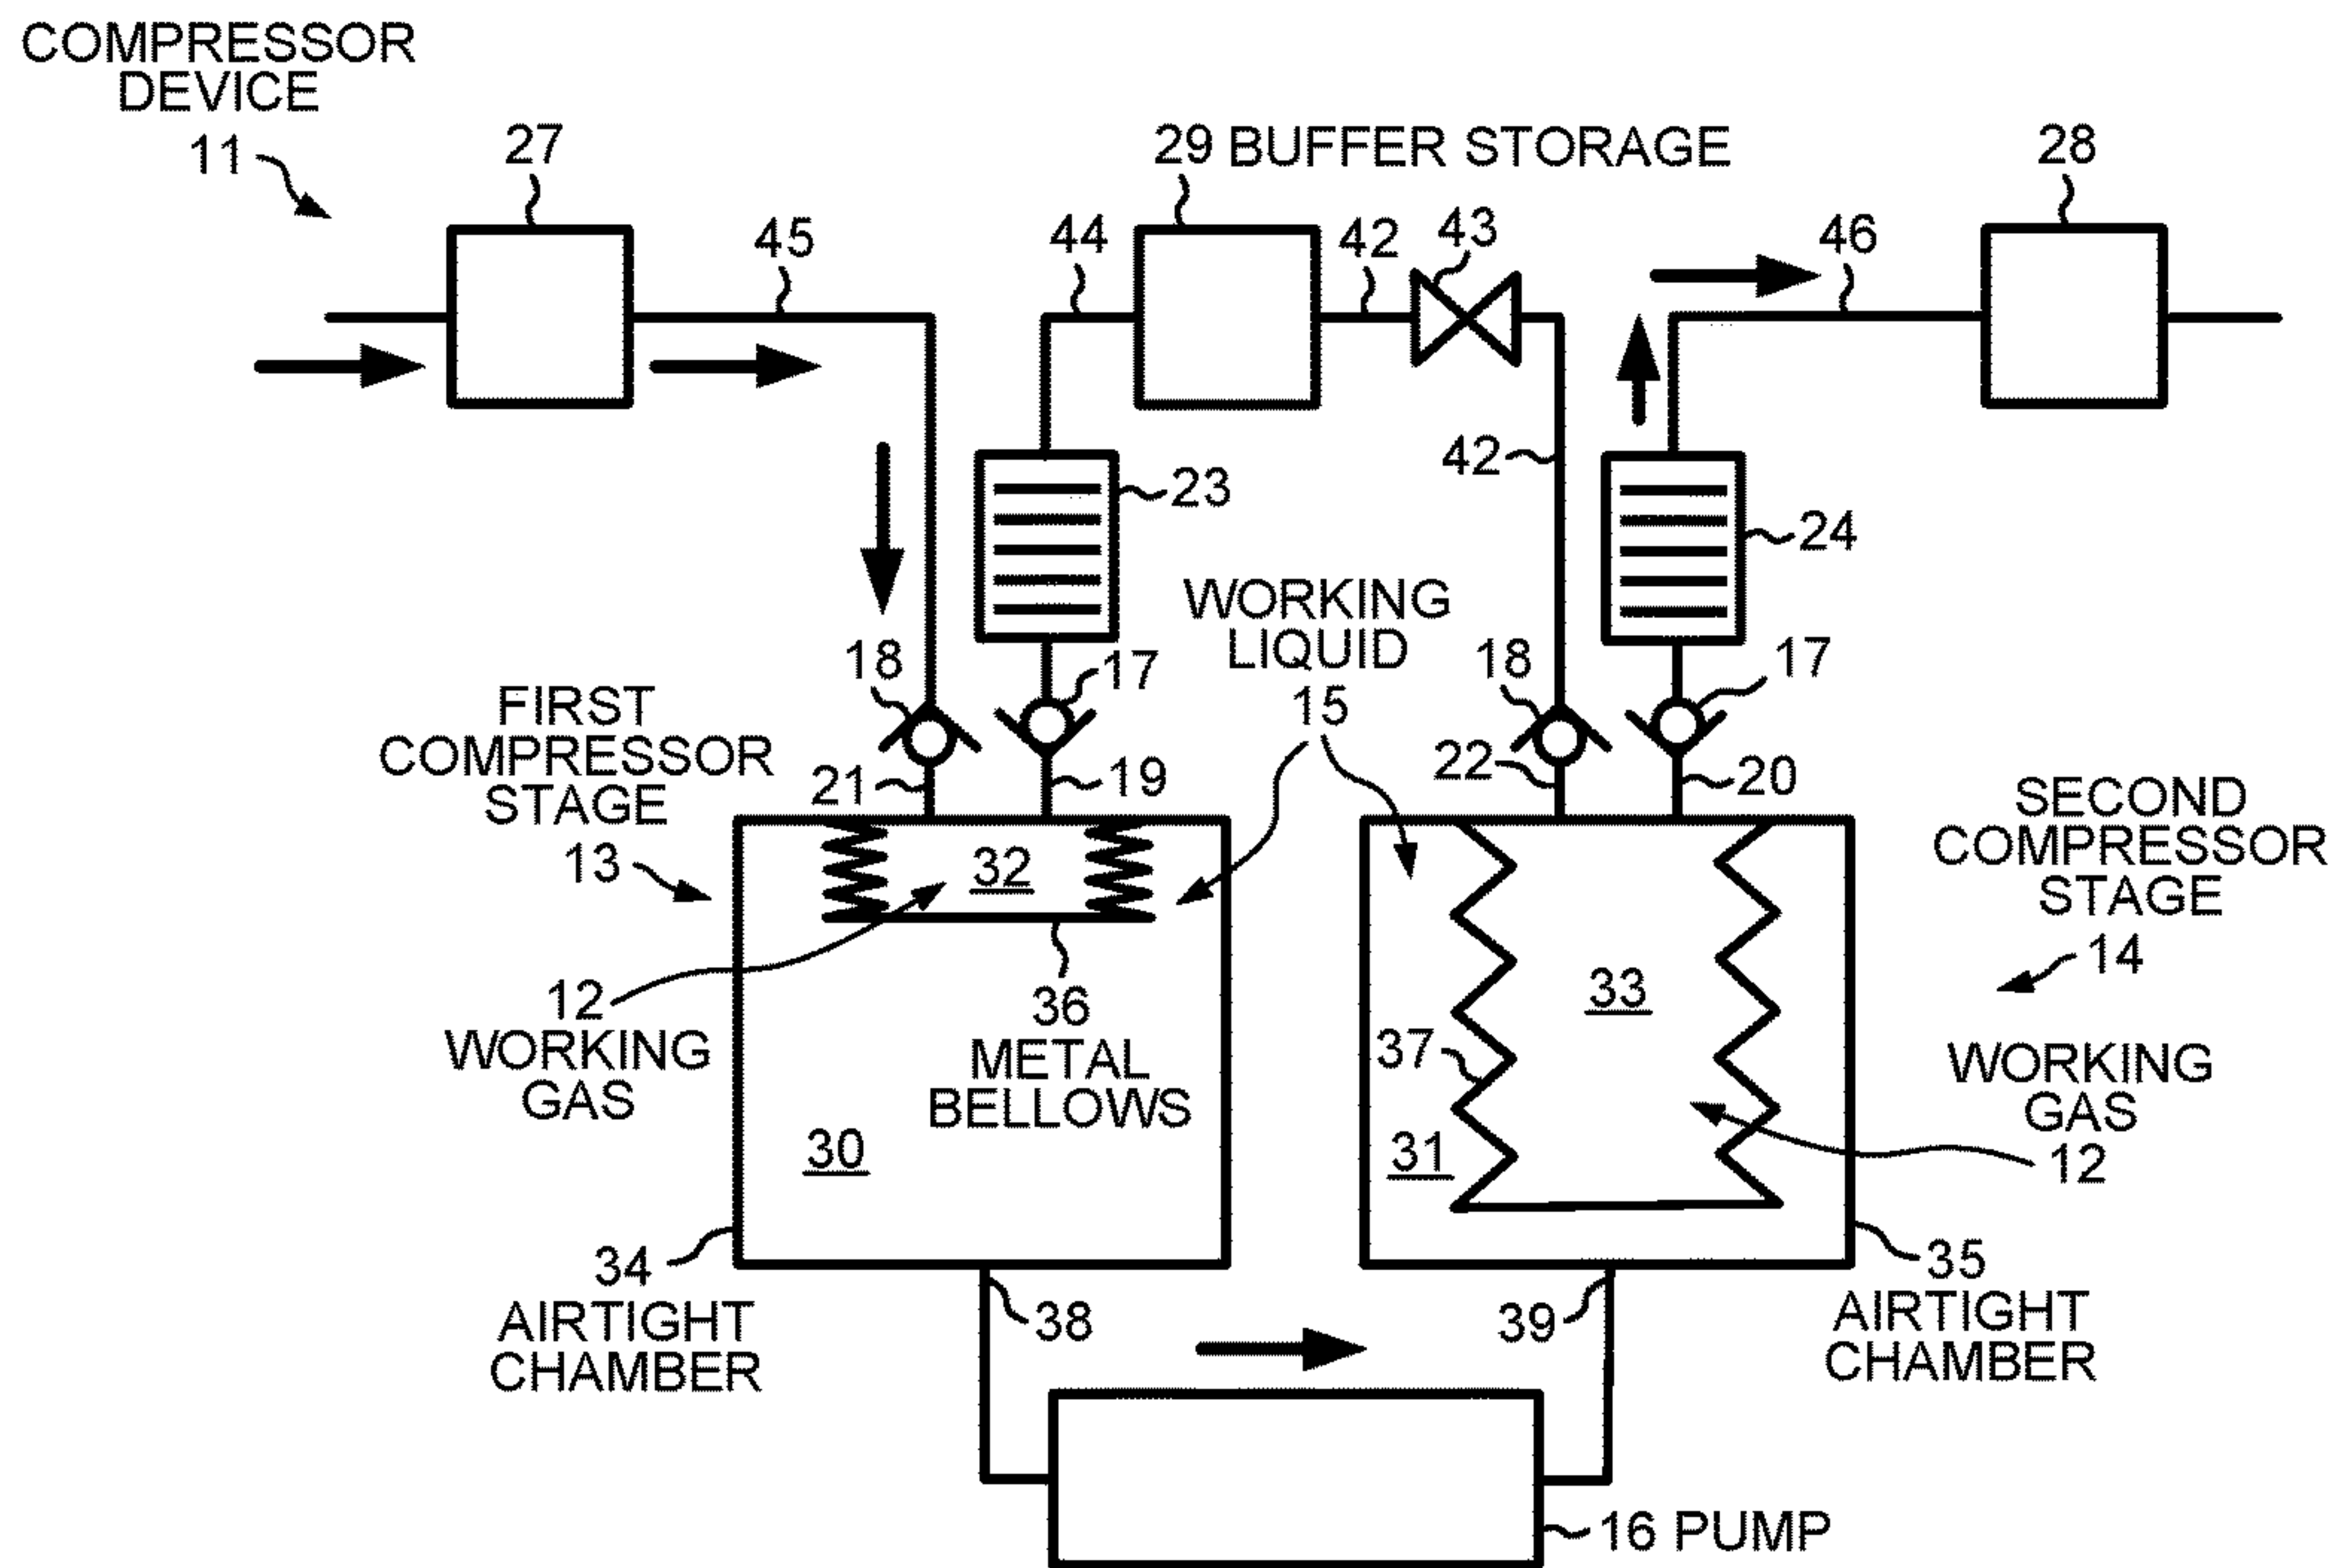 COMPRESSOR
DEVICE
11
27
45
44
29 BUFFER STORAGE
42
43
46
28
42
23
24
WORKING
LIQUID
15
18
17
18
17
FIRST
COMPRESSOR
STAGE
13
21
19
22
20
SECOND
COMPRESSOR
STAGE
14
32
12
WORKING
GAS
36
METAL
BELLOWS
33
37
WORKING
GAS
12
30
31
34
AIRTIGHT
CHAMBER
38
39
35
AIRTIGHT
CHAMBER
16 PUMP